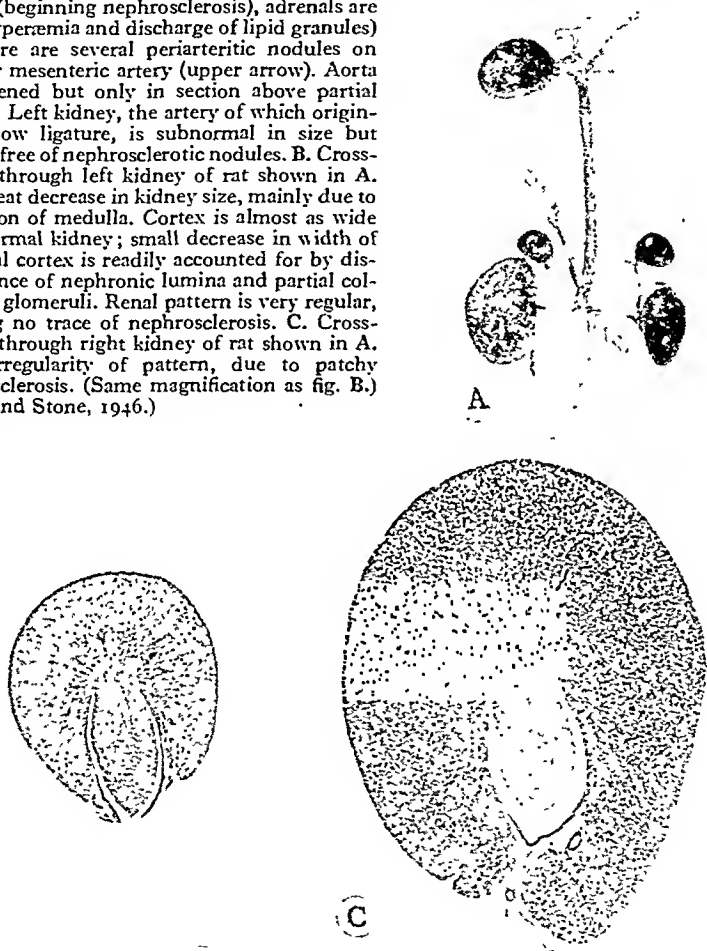 (beginning nephrosclerosis), adrenals are
peræmia and discharge of lipid granules)
re are several periarteritic nodules on
r mesenteric artery (upper arrow). Aorta
ened but only in section above partial
Left kidney, the artery of which origin-
ow ligature, is subnormal in size but
free of nephrosclerotic nodules. B. Cross-
through left kidney of rat shown in A.
eat decrease in kidney size, mainly due to
on of medulla. Cortex is almost as wide
rmal kidney; small decrease in width of
al cortex is readily accounted for by dis-
nce of nephronic lumina and partial col-
glomeruli. Renal pattern is very regular,
g no trace of nephrosclerosis. C. Cross-
through right kidney of rat shown in A.
rregularity of pattern, due to patchy
clerosis. (Same magnification as fig. B.)
nd Stone, 1946.)
A
C